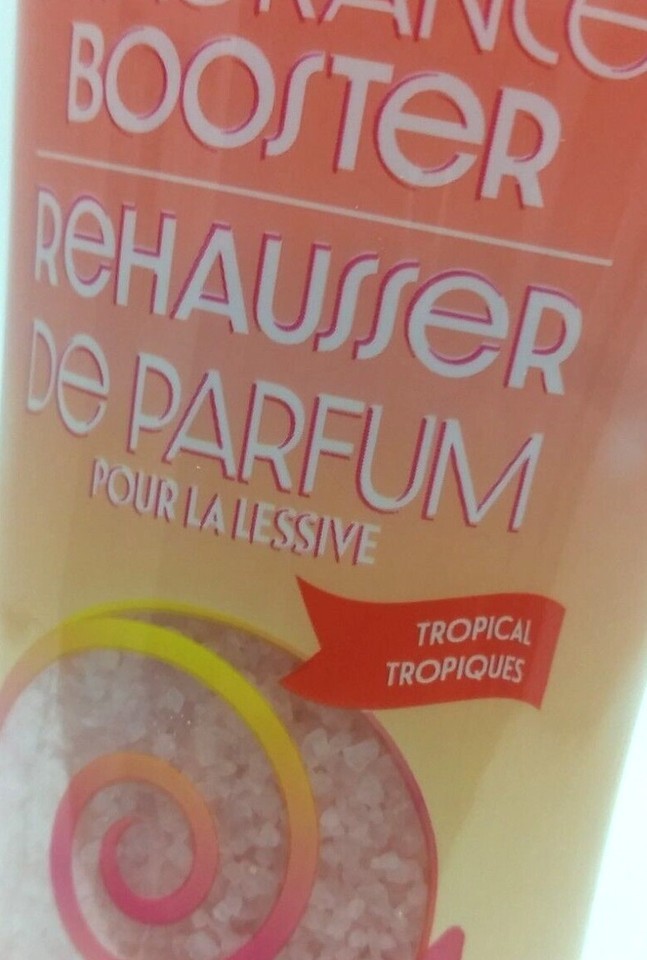 BOOSTER
REHAUSSER
DE PARFUM
POUR LA LESSIVE
TROPICAL
TROPIQUES